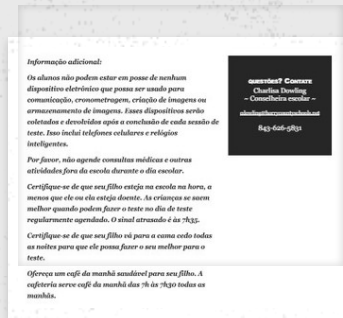 Informação adicional:
Os alunos não podem estar em posse de nenhum
dispositivo eletrônico que possa ser usado para
comunicação, cronometragem, criação de imagens ou
armazenamento de imagens. Esses dispositivos serão
coletados e devolvidos após a conclusão de cada sessão de
teste. Isso inclui telefones celulares e relógios
inteligentes.
Por favor, não agende consultas médicas e outras
atividades fora da escola durante o dia escolar.
Certifique-se de que seu filho esteja na escola na hora, a
menos que ele ou ela esteja doente. As crianças se saem
melhor quando podem fazer o teste no dia de teste
regularmente agendado. O sinal atrasado é às 7h35.
Certifique-se de que seu filho vá para a cama cedo todas
as noites para que ele possa fazer o seu melhor para o
teste.
Ofereça um café da manhã saudável para seu filho. A
cafeteria serve café da manhã das 7h às 7h30 todas as
manhãs.
QUESTÕES? CONTATE
Charlisa Dowling
~ Conselheira escolar ~
843-626-5831